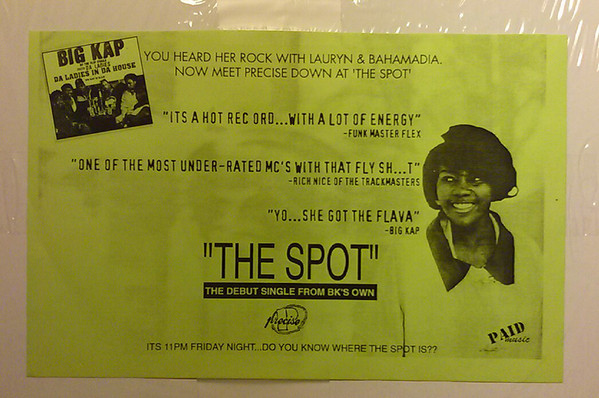 BIG KAP
DA LADIES
DA LADIES IN DA HOUSE
YOU HEARD HER ROCK WITH LAURYN & BAHAMADIA.
NOW MEET PRECISE DOWN AT 'THE SPOT'
"ITS A HOT REC ORD...WITH A LOT OF ENERGY"
-FUNK MASTER FLEX
"ONE OF THE MOST UNDER-RATED MC'S WITH THAT FLY SH...T"
-RICH NICE OF THE TRACKMASTERS
"YO...SHE GOT THE FLAVA"
-BIG KAP
"THE SPOT"
THE DEBUT SINGLE FROM BK'S OWN
Precise
PAID
music
ITS 11PM FRIDAY NIGHT...DO YOU KNOW WHERE THE SPOT IS??